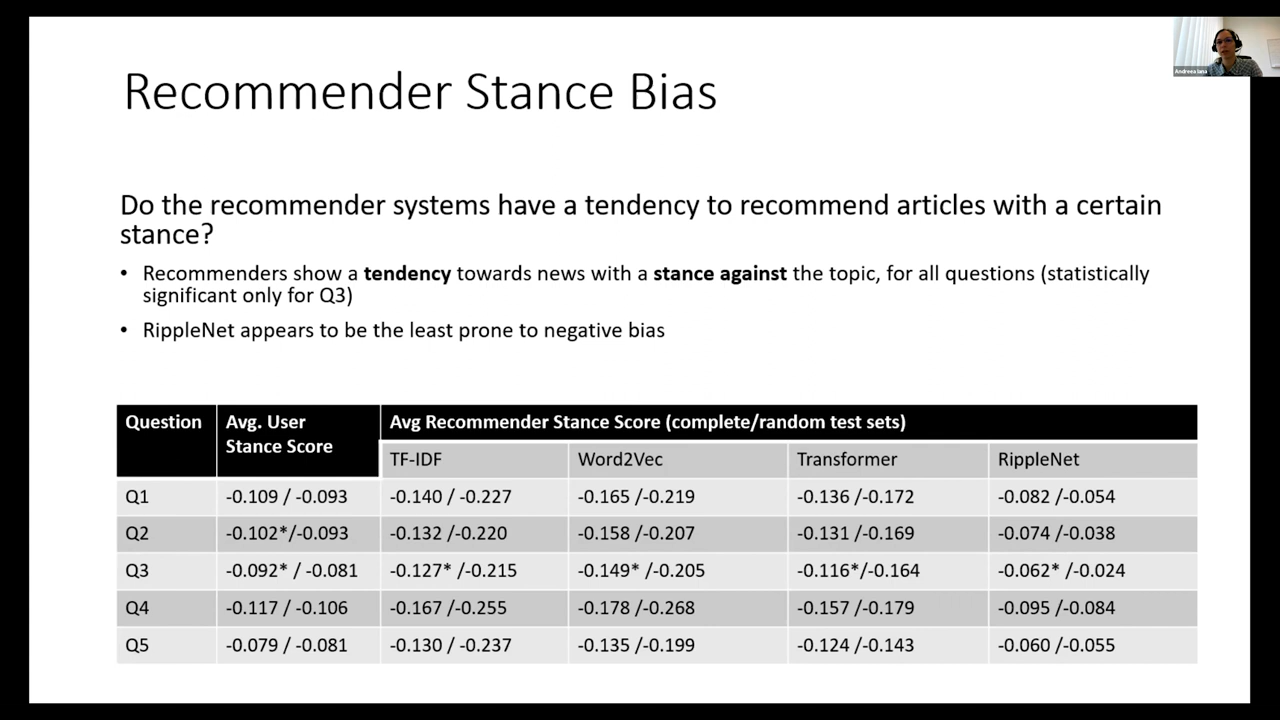 Andreea Iana
Recommender Stance Bias
Do the recommender systems have a tendency to recommend articles with a certain
stance?
• Recommenders show a tendency towards news with a stance against the topic, for all questions (statistically
significant only for Q3)
• RippleNet appears to be the least prone to negative bias
Question Avg. User Avg Recommender Stance Score (complete/random test sets)
Stance Score
TF-IDF Word2Vec Transformer RippleNet
Q1 -0.109 / -0.093 -0.140 / -0.227 -0.165 /-0.219 -0.136 /-0.172 -0.082 /-0.054
Q2 -0.102*/-0.093 -0.132 /-0.220 -0.158 /-0.207 -0.131 /-0.169 -0.074 /-0.038
Q3 -0.092* / -0.081 -0.127* /-0.215 -0.149* /-0.205 -0.116*/-0.164 -0.062* /-0.024
Q4 -0.117 / -0.106 -0.167 /-0.255 -0.178 /-0.268 -0.157 /-0.179 -0.095 /-0.084
Q5 -0.079 / -0.081 -0.130 / -0.237 -0.135 /-0.199 -0.124 /-0.143 -0.060 /-0.055